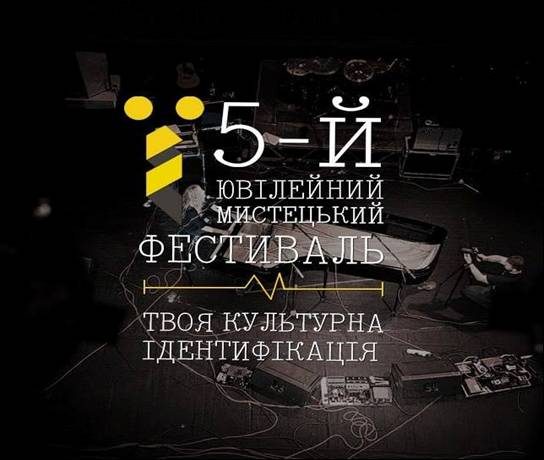 5-й
ЮВІЛЕЙНИЙ
МИСТЕЦЬКИЙ
ФЕСТИВАЛЬ
ТВОЯ КУЛЬТУРНА
ІДЕНТИФІКАЦІЯ